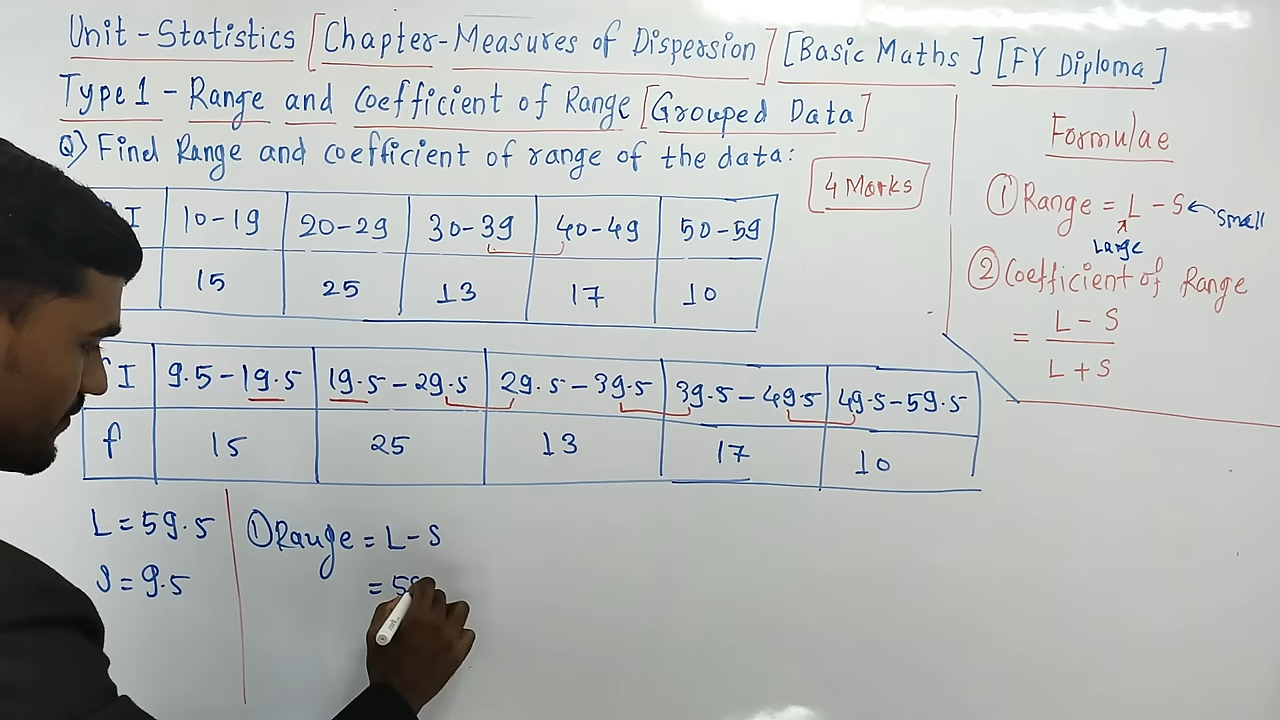 Unit - Statistics [Chapter - Measures of Dispersion] [Basic Maths] [FY Diploma]
Type 1 - Range and Coefficient of Range [Grouped Data]
Q) Find Range and coefficient of range of the data:
4 Marks
I 10-19 20-29 30-39 40-49 50-59
15 25 13 17 10
I 9.5-19.5 19.5-29.5 29.5-39.5 39.5-49.5 49.5-59.5
f 15 25 13 17 10
L = 59.5
S = 9.5
① Range = L - S
= 59
Formulae
① Range = L - S ← Small
Large
② Coefficient of Range
= L - S
L + S